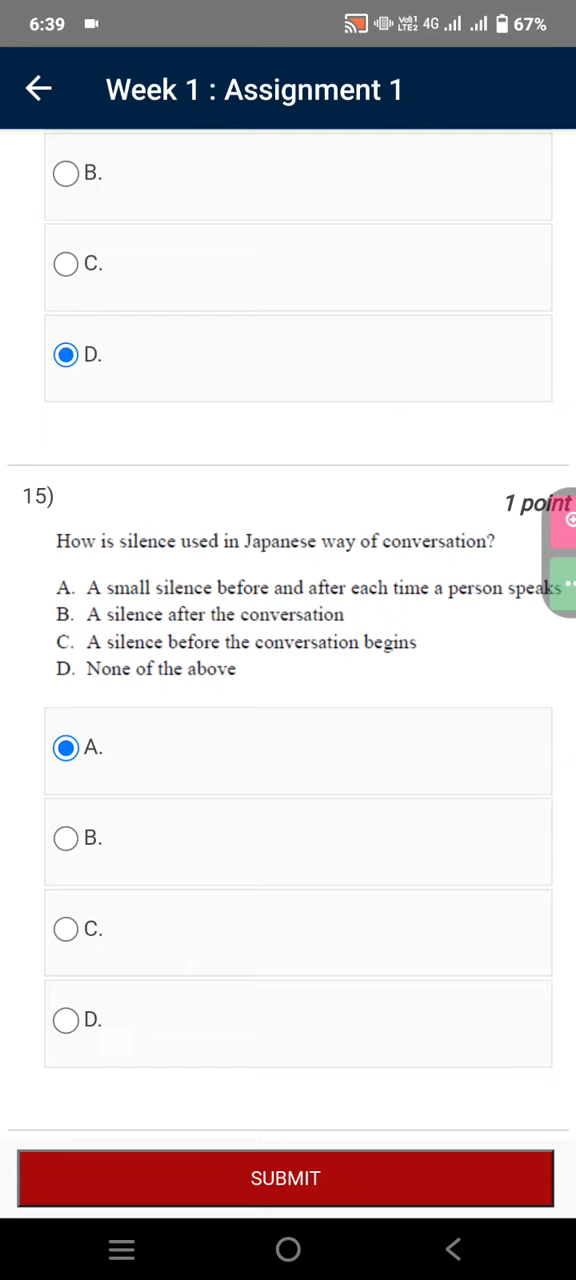 6:39
Vo)) 4G 67%
LTE2
Week 1 : Assignment 1
B.
C.
D.
15)
1 point
How is silence used in Japanese way of conversation?
A. A small silence before and after each time a person speaks
B. A silence after the conversation
C. A silence before the conversation begins
D. None of the above
A.
B.
C.
D.
SUBMIT